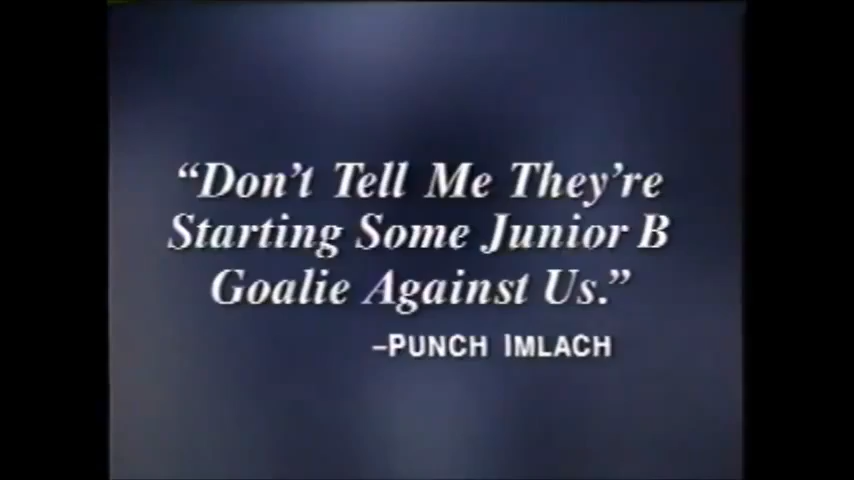 “Don’t Tell Me They’re
Starting Some Junior B
Goalie Against Us.”
–PUNCH IMLACH